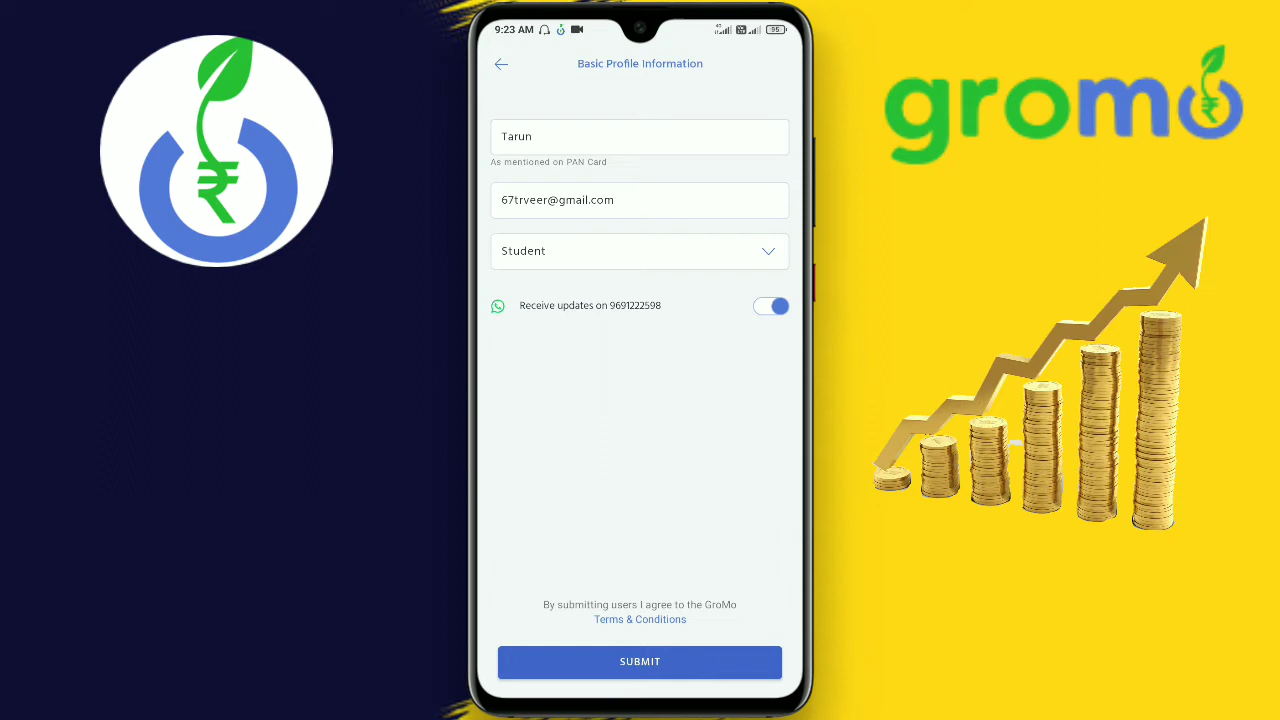 9:23 AM
95
Basic Profile Information
Tarun
As mentioned on PAN Card
67trveer@gmail.com
Student
Receive updates on 9691222598
By submitting users I agree to the GroMo
Terms & Conditions
SUBMIT
₹
gromo
₹